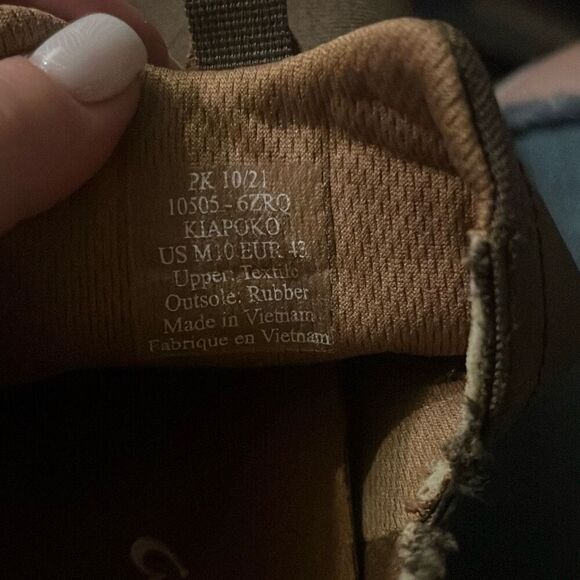 PK 10/21
10505-6ZRQ
KIAPOKO
US M10 EUR 43
Upper: Textile
Outsole: Rubber
Made in Vietnam
Fabrique en Vietnam